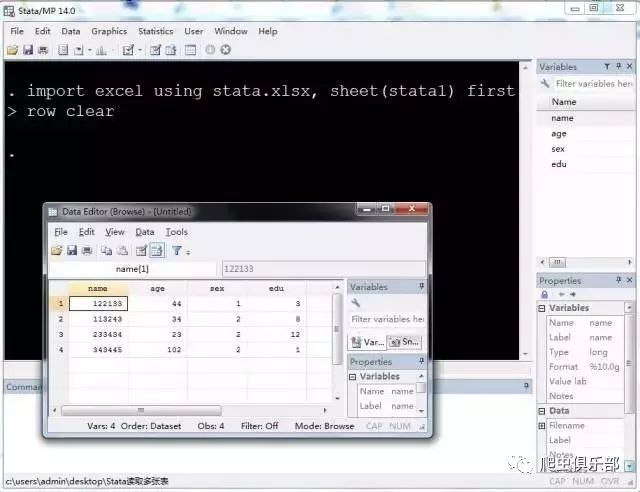 Stata/MP 14.0
File Edit Data Graphics Statistics User Window Help
. import excel using stata.xlsx, sheet(stata1) first
> row clear
.
Variables
Filter variables here
Name
name
age
sex
edu
Data Editor (Browse) - [Untitled]
File Edit View Data Tools
name[1] 122133
name age sex edu
1 122133 44 1 3
2 113243 34 2 8
3 233434 23 2 12
4 343445 102 2 1
Variables
Filter variables here
Var... Sn...
Properties
Variables
Name name
Label name
Vars: 4 Order: Dataset Obs: 4 Filter: Off Mode: Browse CAP NUM
Properties
Variables
Name name
Label name
Type long
Format %10.0g
Value lab
Notes
Data
Filename
Label
Notes
Comm
c:\users\admin\desktop\Stata读取多张表
CAP NUM OVR
爬虫俱乐部